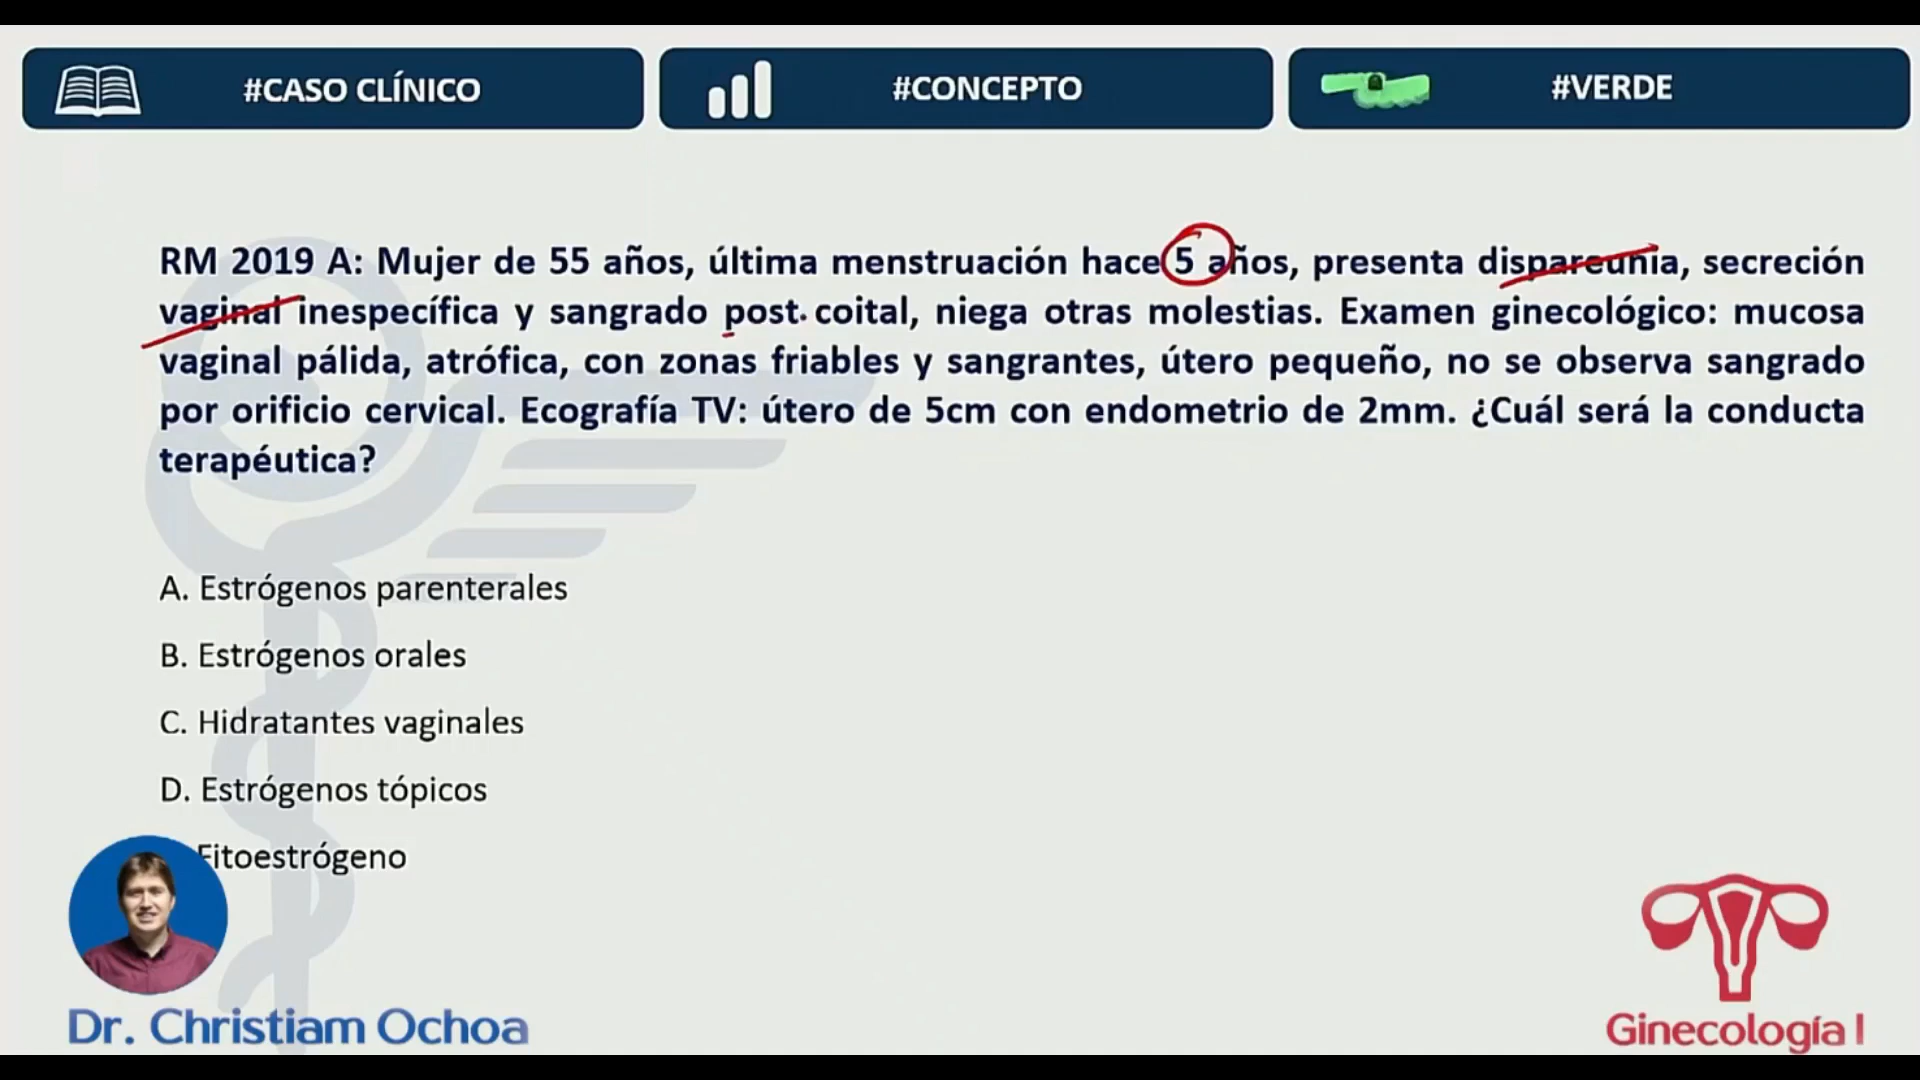 #CASO CLÍNICO
#CONCEPTO
#VERDE
RM 2019 A: Mujer de 55 años, última menstruación hace 5 años, presenta dispareunia, secreción
vaginal inespecífica y sangrado post coital, niega otras molestias. Examen ginecológico: mucosa
vaginal pálida, atrófica, con zonas friables y sangrantes, útero pequeño, no se observa sangrado
por orificio cervical. Ecografía TV: útero de 5cm con endometrio de 2mm. ¿Cuál será la conducta
terapéutica?
A. Estrógenos parenterales
B. Estrógenos orales
C. Hidratantes vaginales
D. Estrógenos tópicos
Fitoestrógeno
Dr. Christiam Ochoa
Ginecología I